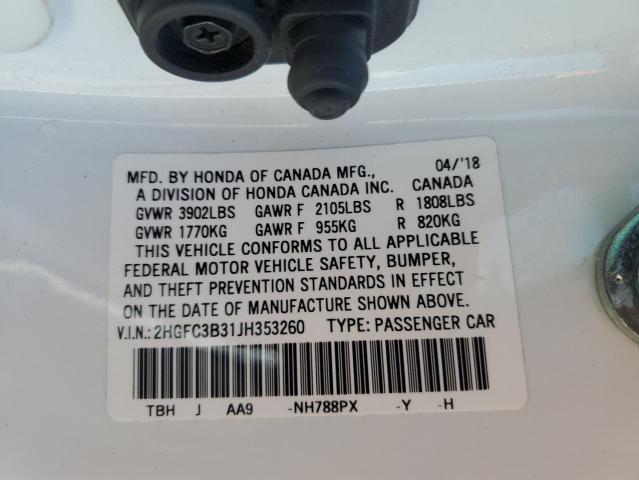 MFD. BY HONDA OF CANADA MFG., 04/'18
A DIVISION OF HONDA CANADA INC. CANADA
GVWR 3902LBS GAWR F 2105LBS R 1808LBS
GVWR 1770KG GAWR F 955KG R 820KG
THIS VEHICLE CONFORMS TO ALL APPLICABLE
FEDERAL MOTOR VEHICLE SAFETY, BUMPER,
AND THEFT PREVENTION STANDARDS IN EFFECT
ON THE DATE OF MANUFACTURE SHOWN ABOVE.
V.I.N.: 2HGFC3B31JH353260 TYPE: PASSENGER CAR
TBH J AA9 -NH788PX -Y -H